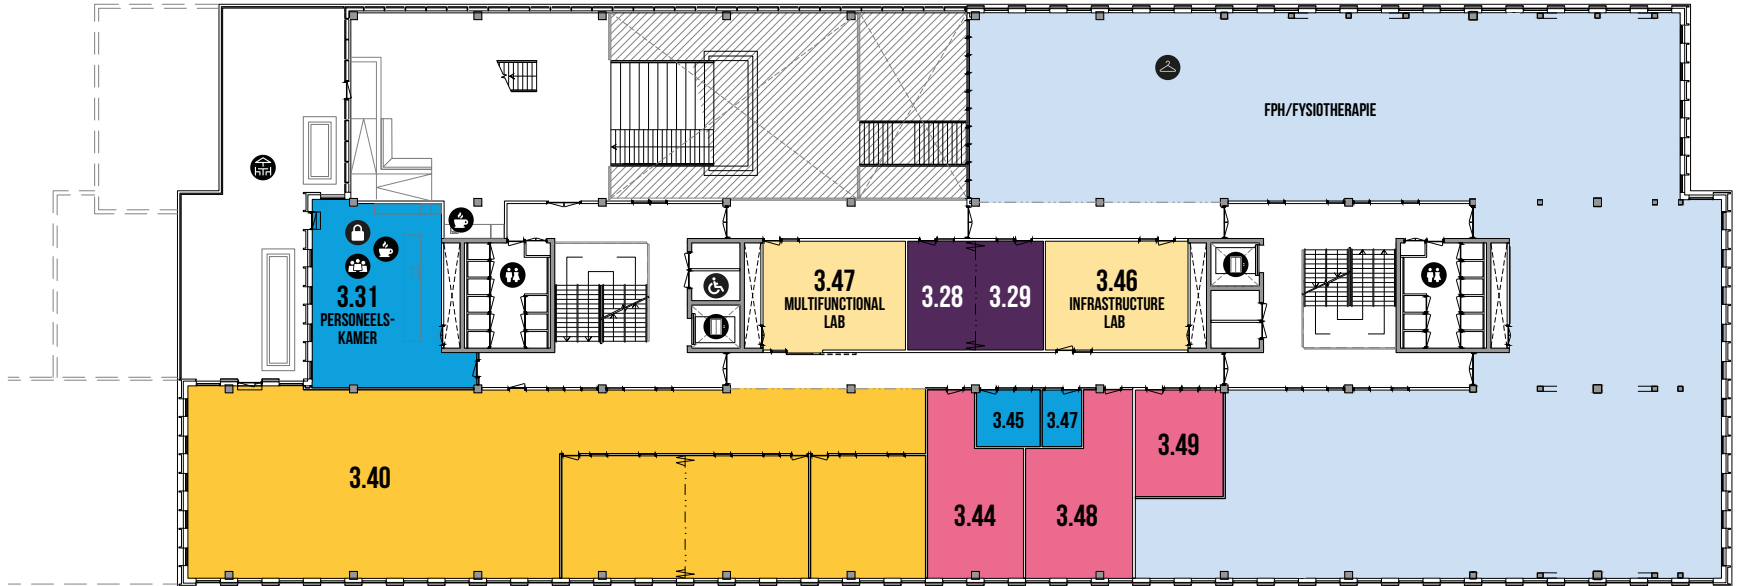 FPH/FYSIOTHERAPIE
3.31
PERSONEELS-
KAMER
3.47
MULTIFUNCTIONAL
LAB
3.28
3.29
3.46
INFRASTRUCTURE
LAB
3.40
3.45
3.47
3.49
3.44
3.48